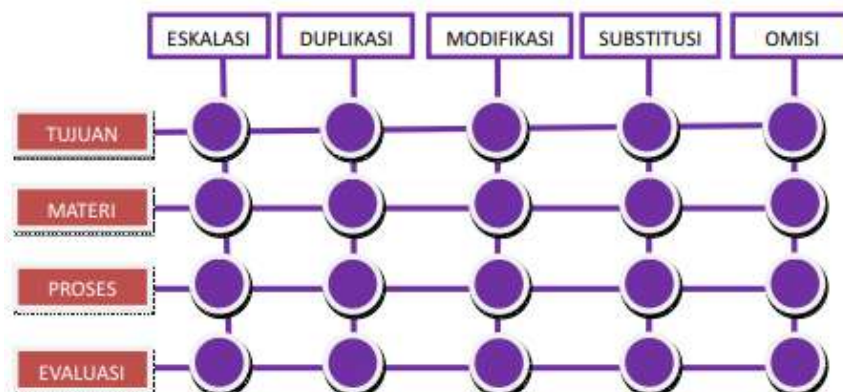 ESKALASI DUPLIKASI MODIFIKASI SUBSTITUSI OMISI
TUJUAN
MATERI
PROSES
EVALUASI